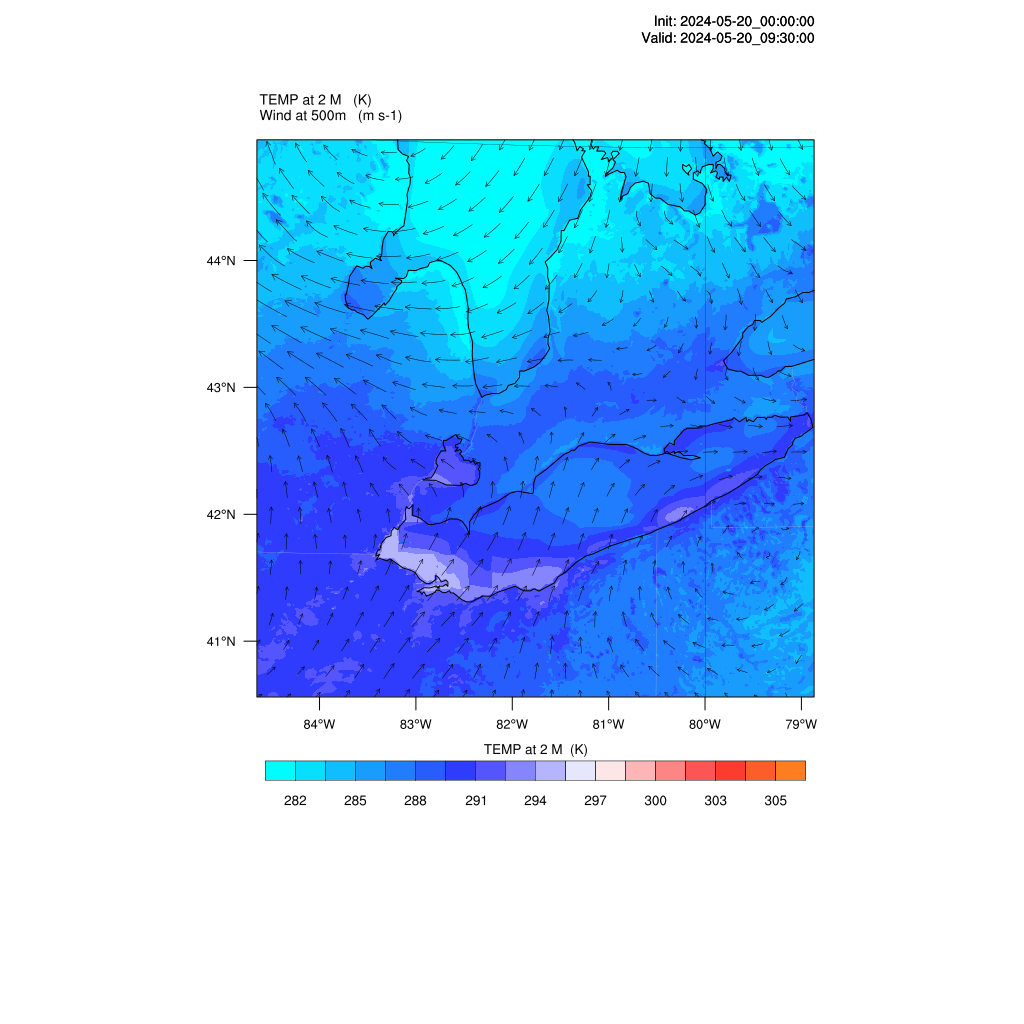 Init: 2024-05-20_00:00:00
Valid: 2024-05-20_09:30:00
TEMP at 2 M (K)
Wind at 500m (m s-1)
44°N
43°N
42°N
41°N
84°W 83°W 82°W 81°W 80°W 79°W
TEMP at 2 M (K)
282 285 288 291 294 297 300 303 305